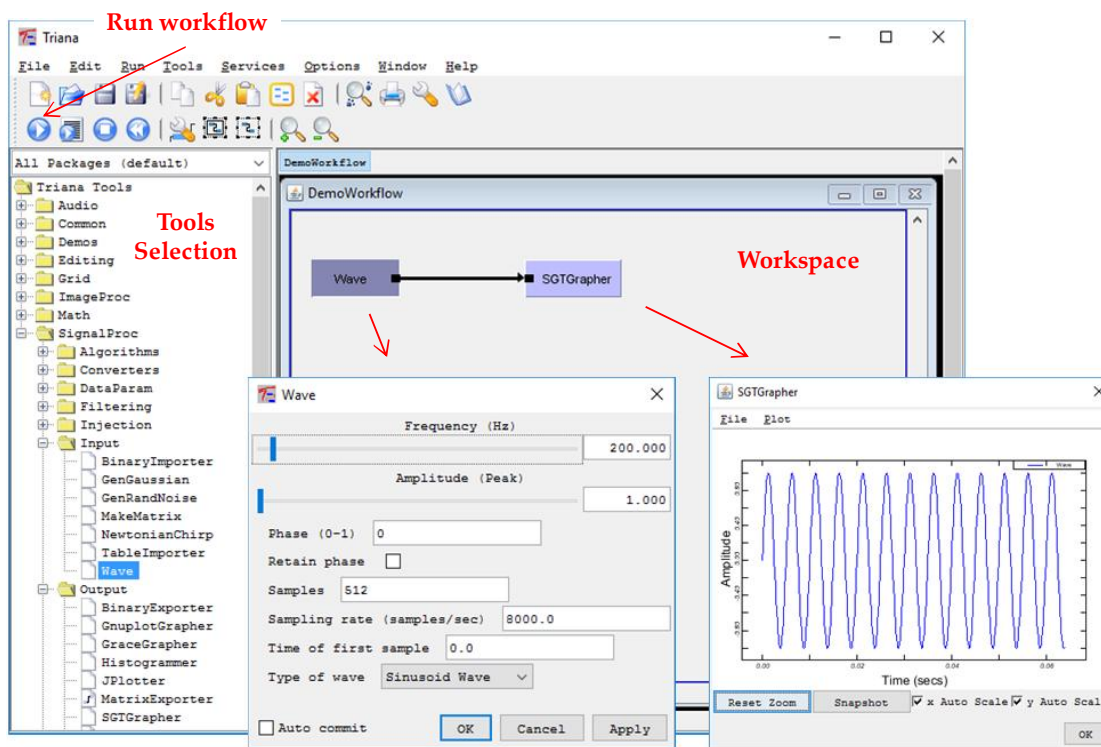 Run workflow
Triana
File Edit Run Tools Services Options Window Help
All Packages (default)
DemoWorkflow
Triana Tools
Audio
Common
Demos
Editing
Grid
ImageProc
Math
SignalProc
Algorithms
Converters
DataParam
Filtering
Injection
Input
BinaryImporter
GenGaussian
GenRandNoise
MakeMatrix
NewtonianChirp
TableImporter
Wave
Output
BinaryExporter
GnuplotGrapher
GraceGrapher
Histogrammer
JPlotter
MatrixExporter
SGTGrapher
Tools
Selection
DemoWorkflow
Wave
SGTGrapher
Workspace
Wave
Frequency (Hz)
200.000
Amplitude (Peak)
1.000
Phase (0-1) 0
Retain phase
Samples 512
Sampling rate (samples/sec) 8000.0
Time of first sample 0.0
Type of wave Sinusoid Wave
Auto commit OK Cancel Apply
SGTGrapher
File Plot
Wave
Amplitude
0.00 0.02 0.04 0.06
Time (secs)
Reset Zoom Snapshot x Auto Scale y Auto Scal
OK